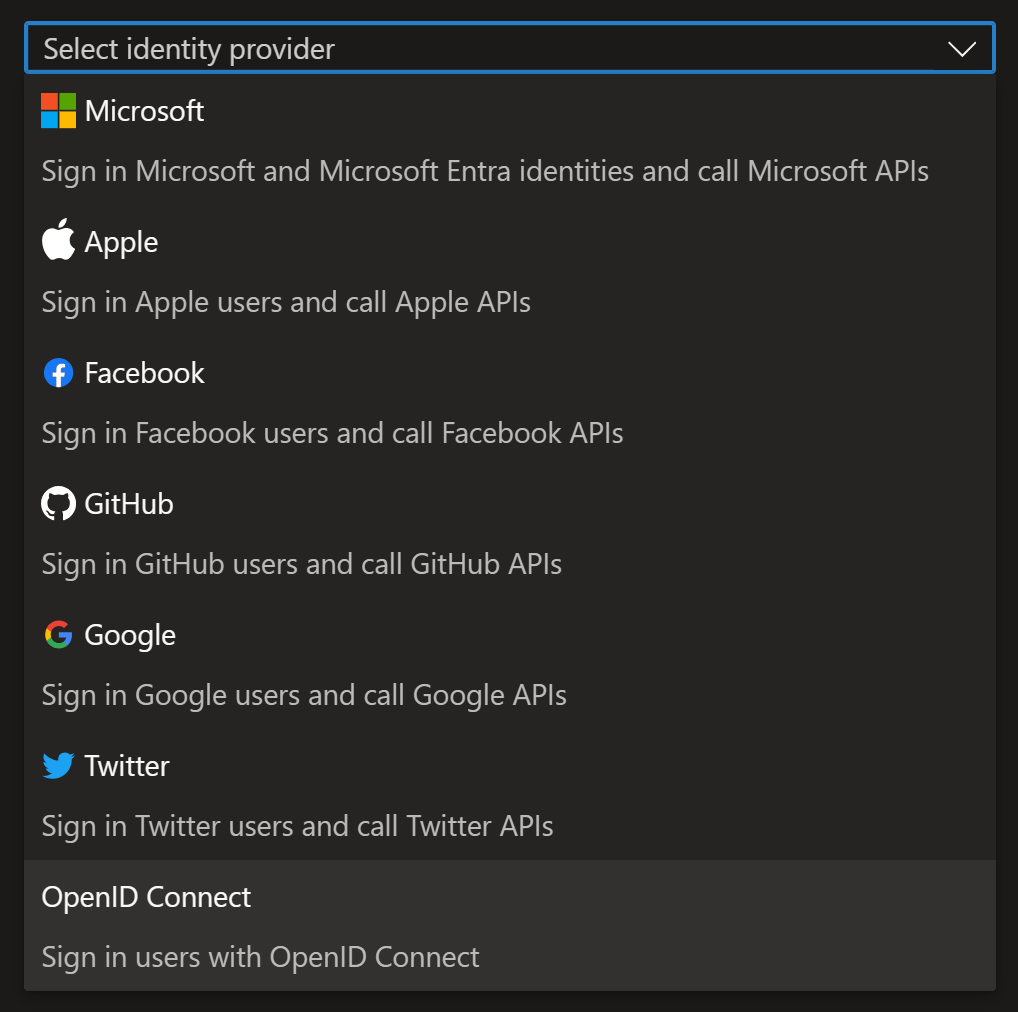 Select identity provider
Microsoft
Sign in Microsoft and Microsoft Entra identities and call Microsoft APIs
Apple
Sign in Apple users and call Apple APIs
Facebook
Sign in Facebook users and call Facebook APIs
GitHub
Sign in GitHub users and call GitHub APIs
Google
Sign in Google users and call Google APIs
Twitter
Sign in Twitter users and call Twitter APIs
OpenID Connect
Sign in users with OpenID Connect